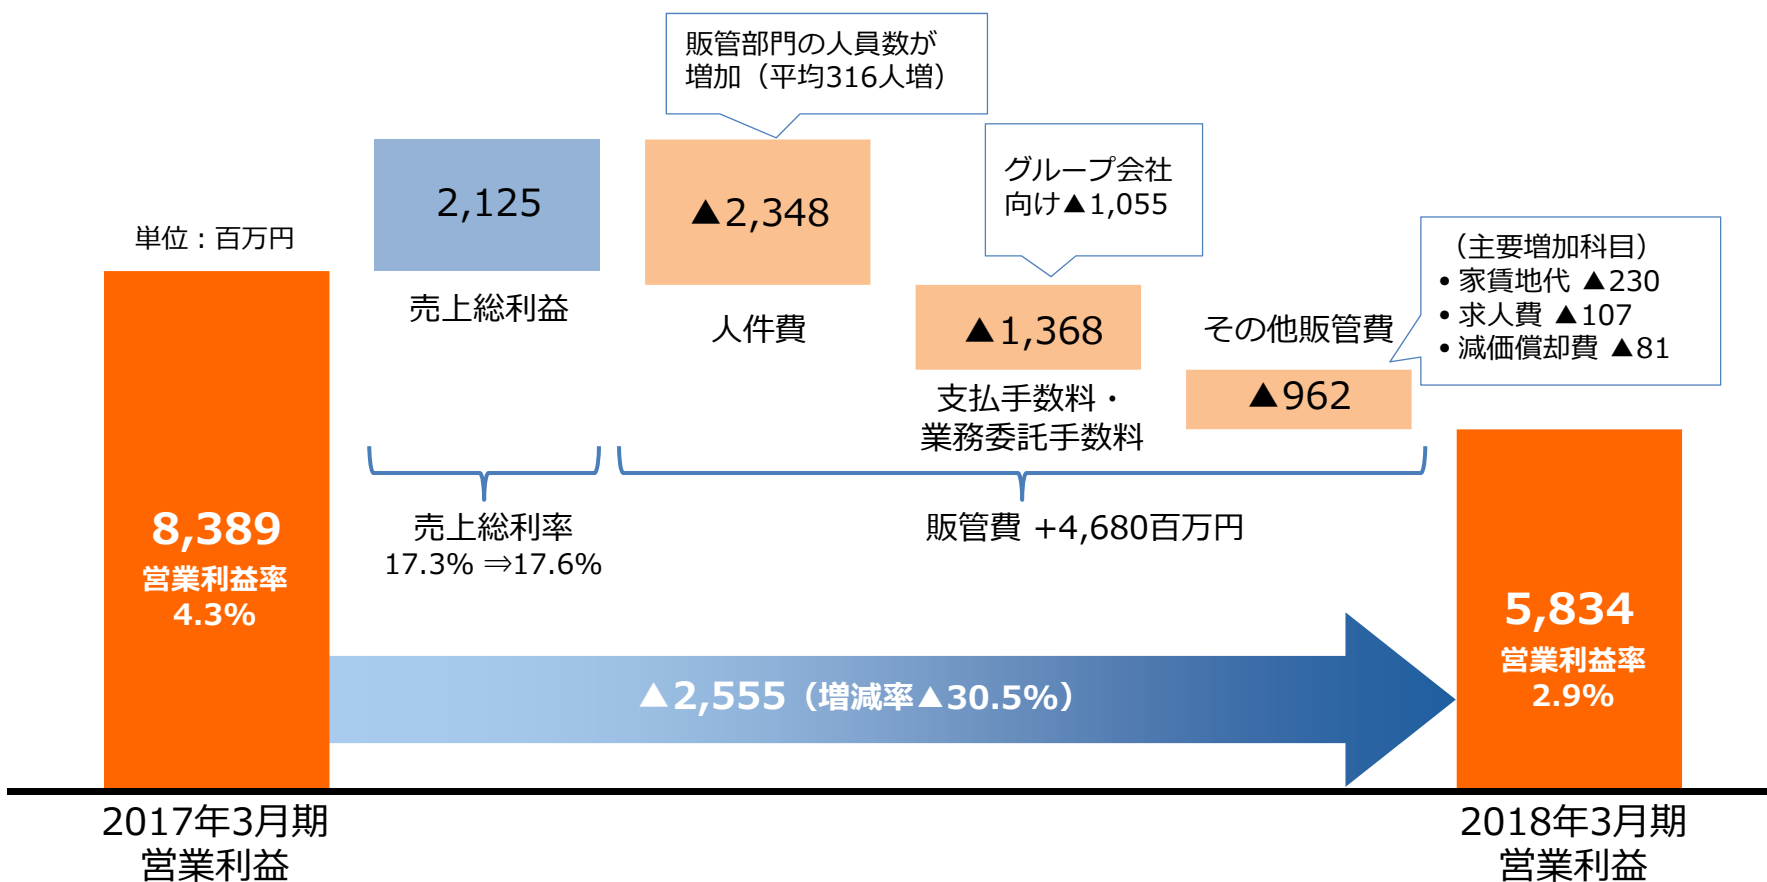 販管部門の人員数が
増加（平均316人増）
グループ会社
向け▲1,055
（主要増加科目）
• 家賃地代 ▲230
• 求人費 ▲107
• 減価償却費 ▲81
単位：百万円
2,125
売上総利益
▲2,348
人件費
▲1,368
支払手数料・
業務委託手数料
その他販管費
▲962
売上総利率
17.3% ⇒17.6%
販管費 +4,680百万円
8,389
営業利益率
4.3%
▲2,555（増減率▲30.5%）
5,834
営業利益率
2.9%
2017年3月期
営業利益
2018年3月期
営業利益